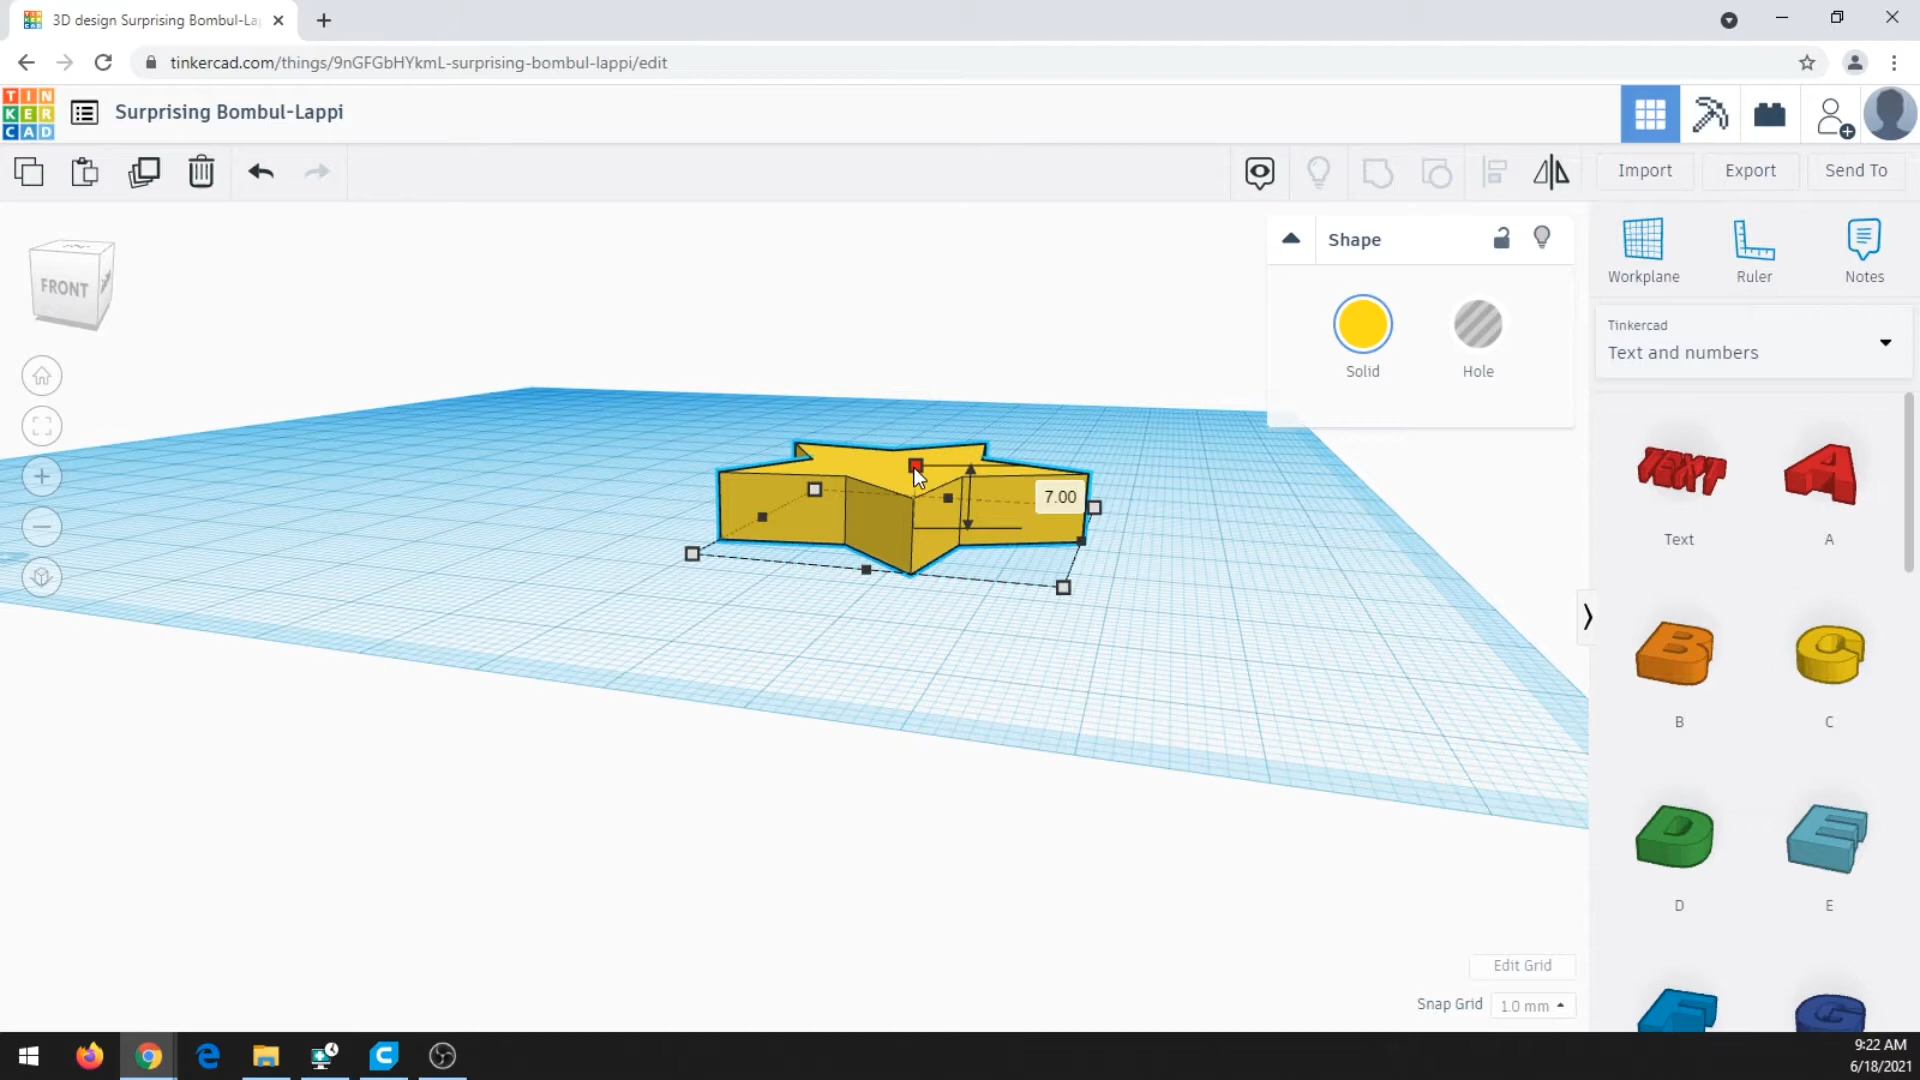 3D design Surprising Bombul-La
tinkercad.com/things/9nGFGbHYkmL-surprising-bombul-lappi/edit
TIN
KER
CAD
Surprising Bombul-Lappi
Import
Export
Send To
FRONT
Shape
Solid
Hole
Workplane
Ruler
Notes
Tinkercad
Text and numbers
7.00
TEXT
Text
A
A
B
B
C
C
D
D
E
E
Edit Grid
Snap Grid
1.0 mm
9:22 AM
6/18/2021